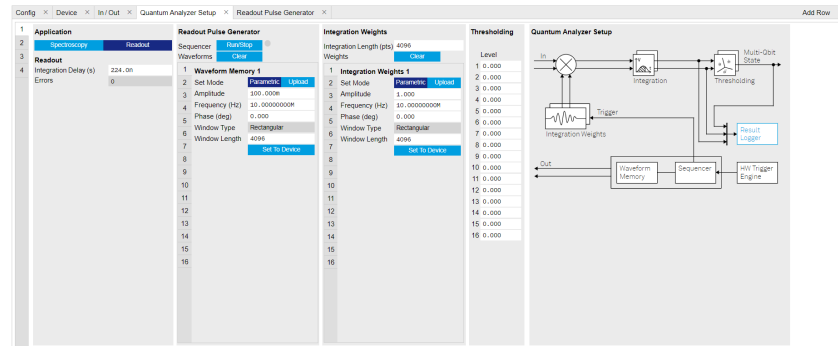 Config × Device × In / Out × Quantum Analyzer Setup × Readout Pulse Generator × Add Row
1
2
3
4
Application
Spectroscopy Readout
Readout
Integration Delay (s) 224.0n
Errors 0
Readout Pulse Generator
Sequencer Run/Stop
Waveforms Clear
1 Waveform Memory 1
2 Set Mode Parametric Upload
3 Amplitude 100.000m
4 Frequency (Hz) 10.00000000M
5 Phase (deg) 0.000
6 Window Type Rectangular
7 Window Length 4096
Set To Device
8
9
10
11
12
13
14
15
16
Integration Weights
Integration Length (pts) 4096
Weights Clear
1 Integration Weights 1
2 Set Mode Parametric Upload
3 Amplitude 1.000
4 Frequency (Hz) 10.00000000M
5 Phase (deg) 0.000
6 Window Type Rectangular
7 Window Length 4096
Set To Device
8
9
10
11
12
13
14
15
16
Thresholding
Level
1 0.000
2 0.000
3 0.000
4 0.000
5 0.000
6 0.000
7 0.000
8 0.000
9 0.000
10 0.000
11 0.000
12 0.000
13 0.000
14 0.000
15 0.000
16 0.000
Quantum Analyzer Setup
In
Multi-Qbit
State
Integration
Thresholding
Trigger
Integration Weights
Result
Logger
Out
Waveform
Memory
Sequencer
HW Trigger
Engine